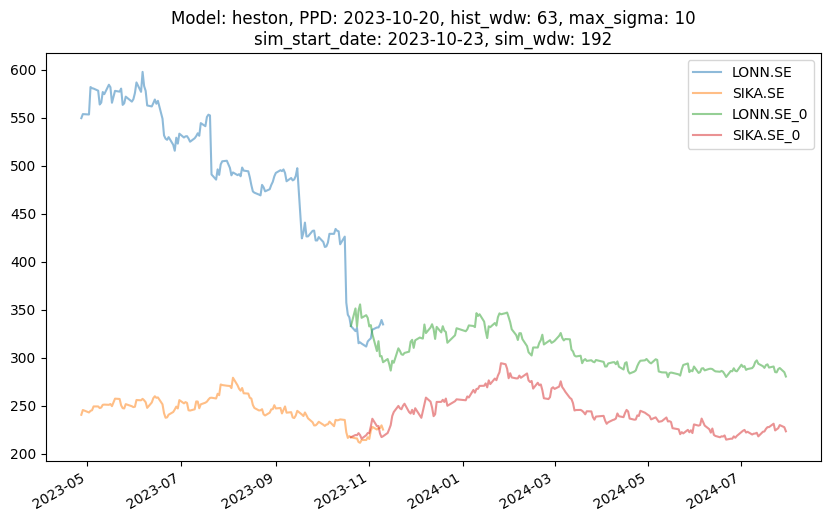 Model: heston, PPD: 2023-10-20, hist_wdw: 63, max_sigma: 10
sim_start_date: 2023-10-23, sim_wdw: 192
LONN.SE
SIKA.SE
LONN.SE_0
SIKA.SE_0
600
550
500
450
400
350
300
250
200
2023-05
2023-07
2023-09
2023-11
2024-01
2024-03
2024-05
2024-07